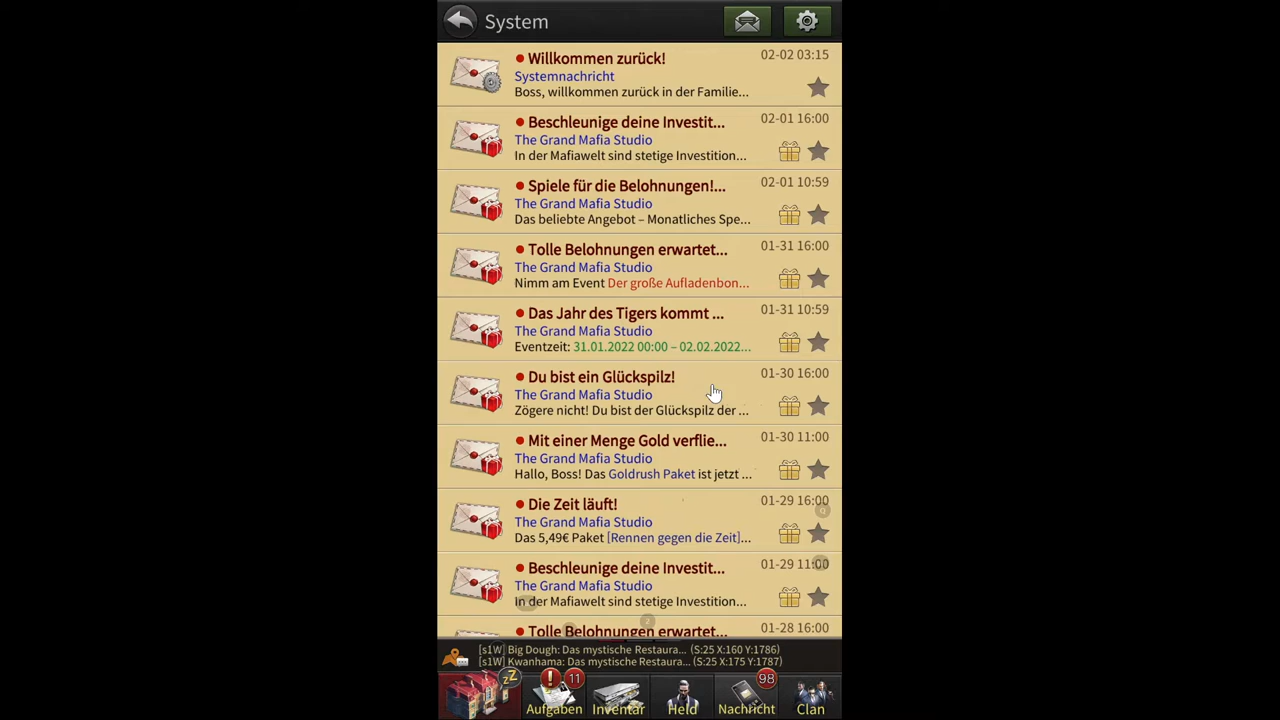 System
Willkommen zurück!
02-02 03:15
Systemnachricht
Boss, willkommen zurück in der Familie...
Beschleunige deine Investit...
02-01 16:00
The Grand Mafia Studio
In der Mafiawelt sind stetige Investition...
Spiele für die Belohnungen!...
02-01 10:59
The Grand Mafia Studio
Das beliebte Angebot – Monatliches Spe...
Tolle Belohnungen erwartet...
01-31 16:00
The Grand Mafia Studio
Nimm am Event Der große Aufladenbon...
Das Jahr des Tigers kommt ...
01-31 10:59
The Grand Mafia Studio
Eventzeit: 31.01.2022 00:00 – 02.02.2022...
Du bist ein Glückspilz!
01-30 16:00
The Grand Mafia Studio
Zögere nicht! Du bist der Glückspilz der ...
Mit einer Menge Gold verflie...
01-30 11:00
The Grand Mafia Studio
Hallo, Boss! Das Goldrush Paket ist jetzt ...
Die Zeit läuft!
01-29 16:00
The Grand Mafia Studio
Das 5,49€ Paket [Rennen gegen die Zeit]...
Beschleunige deine Investit...
01-29 11:00
The Grand Mafia Studio
In der Mafiawelt sind stetige Investition...
Tolle Belohnungen erwartet...
01-28 16:00
[s1W] Big Dough: Das mystische Restaura... (S:25 X:160 Y:1786)
[s1W] Kwanhama: Das mystische Restaura... (S:25 X:175 Y:1787)
zZ
! 11
98
Aufgaben Inventar Held Nachricht Clan